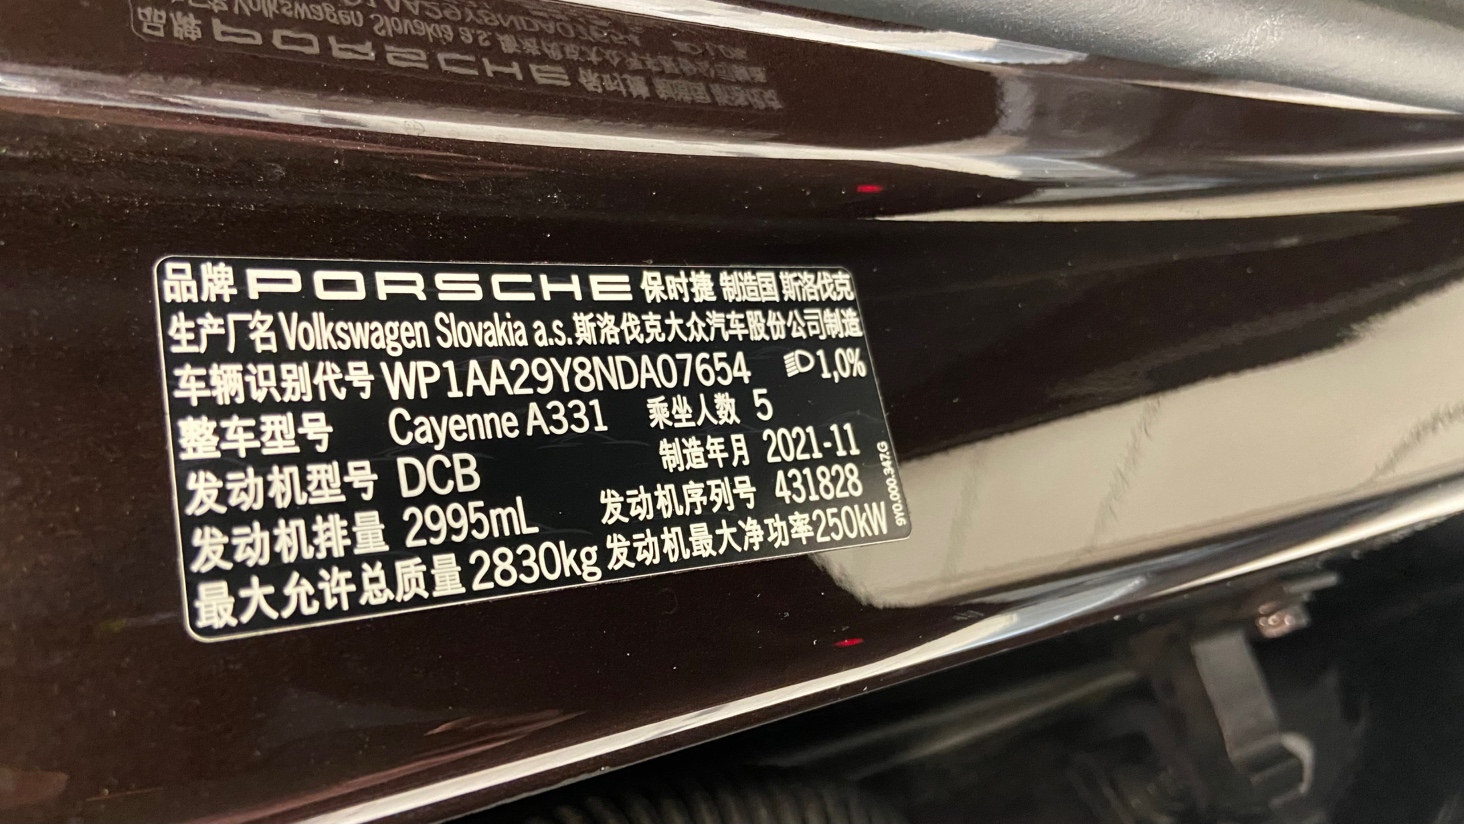 品牌 PORSCHE 保时捷 制造国 斯洛伐克
生产厂名 Volkswagen Slovakia a.s. 斯洛伐克大众汽车股份公司制造
车辆识别代号 WP1AA29Y8NDA07654 1,0%
整车型号 Cayenne A331 乘坐人数 5
发动机型号 DCB 制造年月 2021-11
发动机排量 2995mL 发动机序列号 431828
最大允许总质量 2830kg 发动机最大净功率 250kW
9Y0.000.347.G